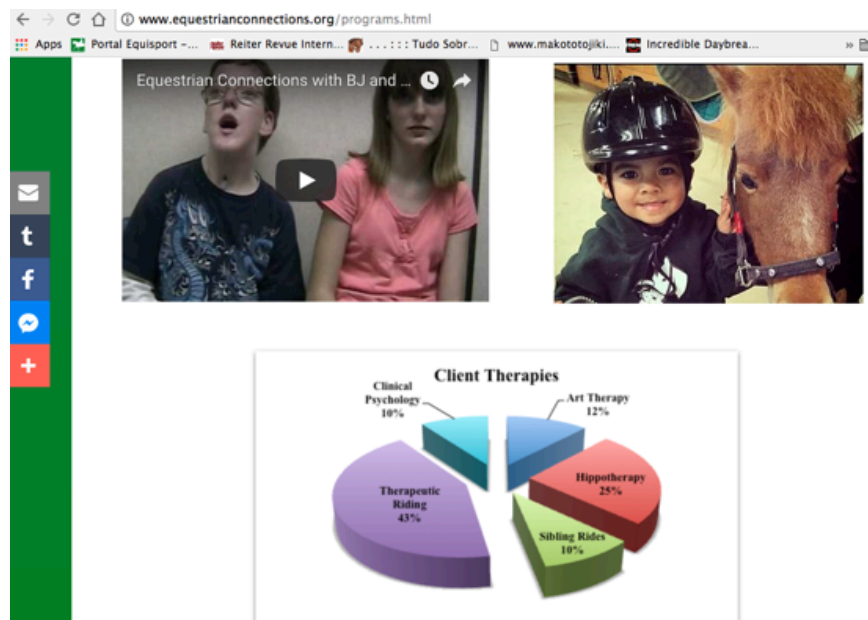 www.equestrianconnections.org/programs.html
Apps Portal Equisport -... Reiter Revue Intern... . . . : : : Tudo Sobr... www.makototojiki.... Incredible Daybrea... »
Equestrian Connections with BJ and ...
t
f
Client Therapies
Clinical
Psychology
10%
Art Therapy
12%
Hippotherapy
25%
Therapeutic
Riding
43%
Sibling Rides
10%